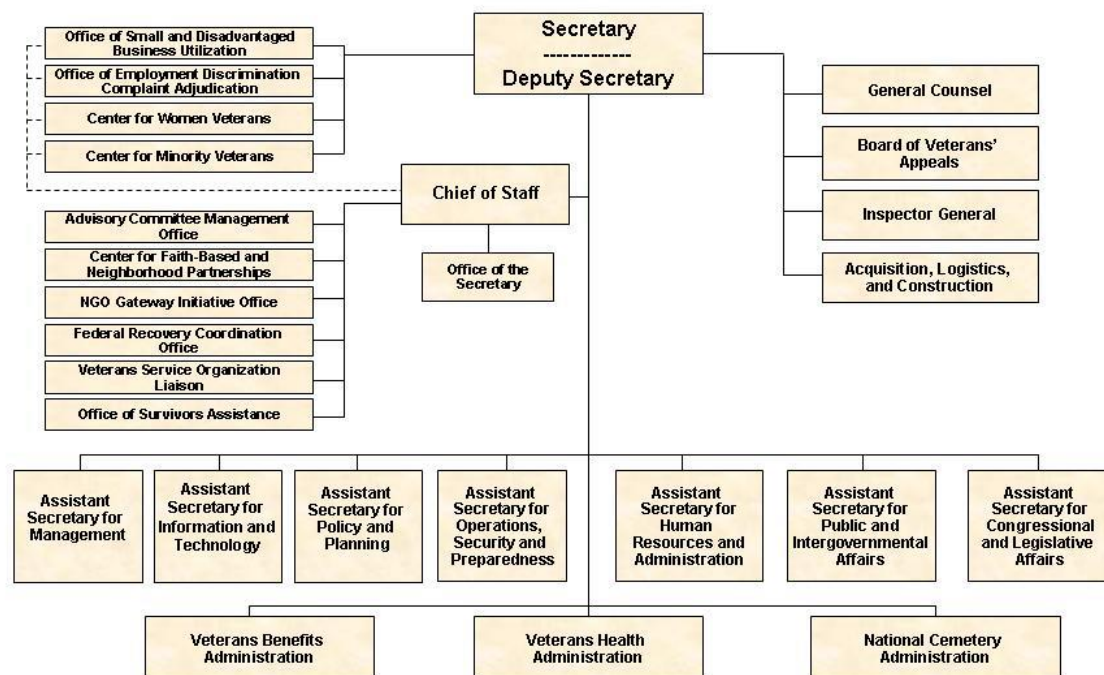 Secretary
-------------
Deputy Secretary
Office of Small and Disadvantaged
Business Utilization
Office of Employment Discrimination
Complaint Adjudication
Center for Women Veterans
Center for Minority Veterans
General Counsel
Board of Veterans'
Appeals
Inspector General
Acquisition, Logistics,
and Construction
Chief of Staff
Office of the
Secretary
Advisory Committee Management
Office
Center for Faith-Based and
Neighborhood Partnerships
NGO Gateway Initiative Office
Federal Recovery Coordination
Office
Veterans Service Organization
Liaison
Office of Survivors Assistance
Assistant
Secretary for
Management
Assistant
Secretary for
Information and
Technology
Assistant
Secretary for
Policy and
Planning
Assistant
Secretary for
Operations,
Security and
Preparedness
Assistant
Secretary for
Human
Resources and
Administration
Assistant
Secretary for
Public and
Intergovernmental
Affairs
Assistant
Secretary for
Congressional
and Legislative
Affairs
Veterans Benefits
Administration
Veterans Health
Administration
National Cemetery
Administration